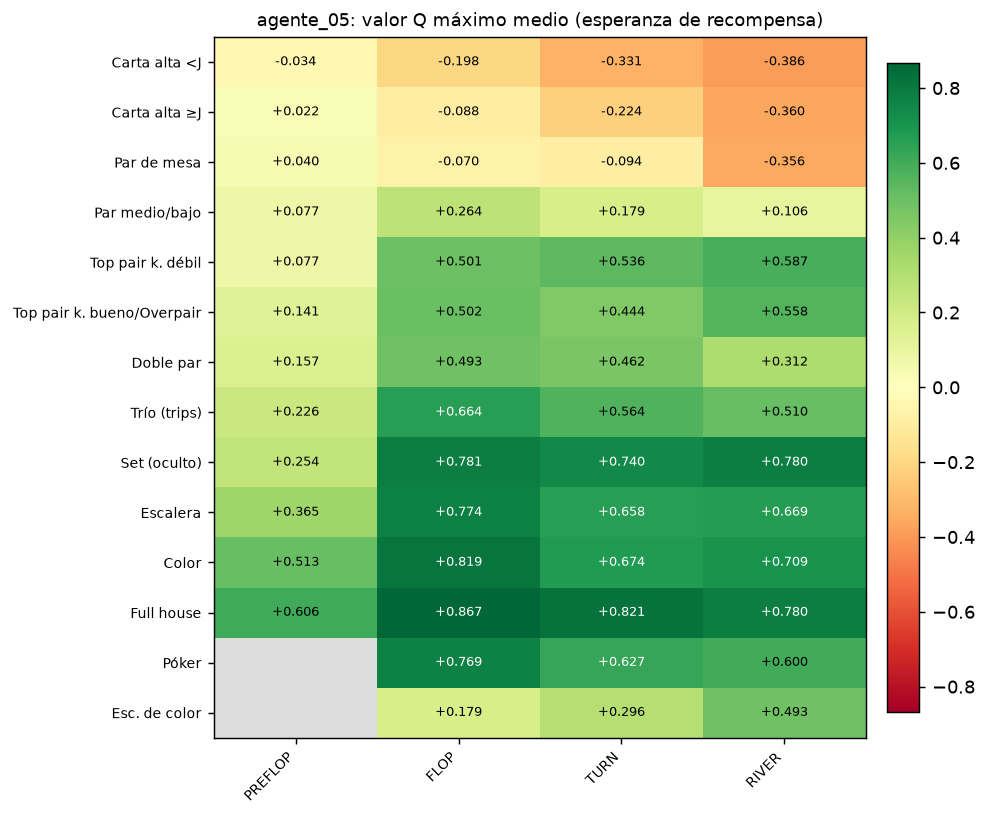 agente_05: valor Q máximo medio (esperanza de recompensa)
Carta alta <J -0.034 -0.198 -0.331 -0.386
Carta alta ≥J +0.022 -0.088 -0.224 -0.360
Par de mesa +0.040 -0.070 -0.094 -0.356
Par medio/bajo +0.077 +0.264 +0.179 +0.106
Top pair k. débil +0.077 +0.501 +0.536 +0.587
Top pair k. bueno/Overpair +0.141 +0.502 +0.444 +0.558
Doble par +0.157 +0.493 +0.462 +0.312
Trío (trips) +0.226 +0.664 +0.564 +0.510
Set (oculto) +0.254 +0.781 +0.740 +0.780
Escalera +0.365 +0.774 +0.658 +0.669
Color +0.513 +0.819 +0.674 +0.709
Full house +0.606 +0.867 +0.821 +0.780
Póker +0.769 +0.627 +0.600
Esc. de color +0.179 +0.296 +0.493
PREFLOP FLOP TURN RIVER
0.8
0.6
0.4
0.2
0.0
−0.2
−0.4
−0.6
−0.8